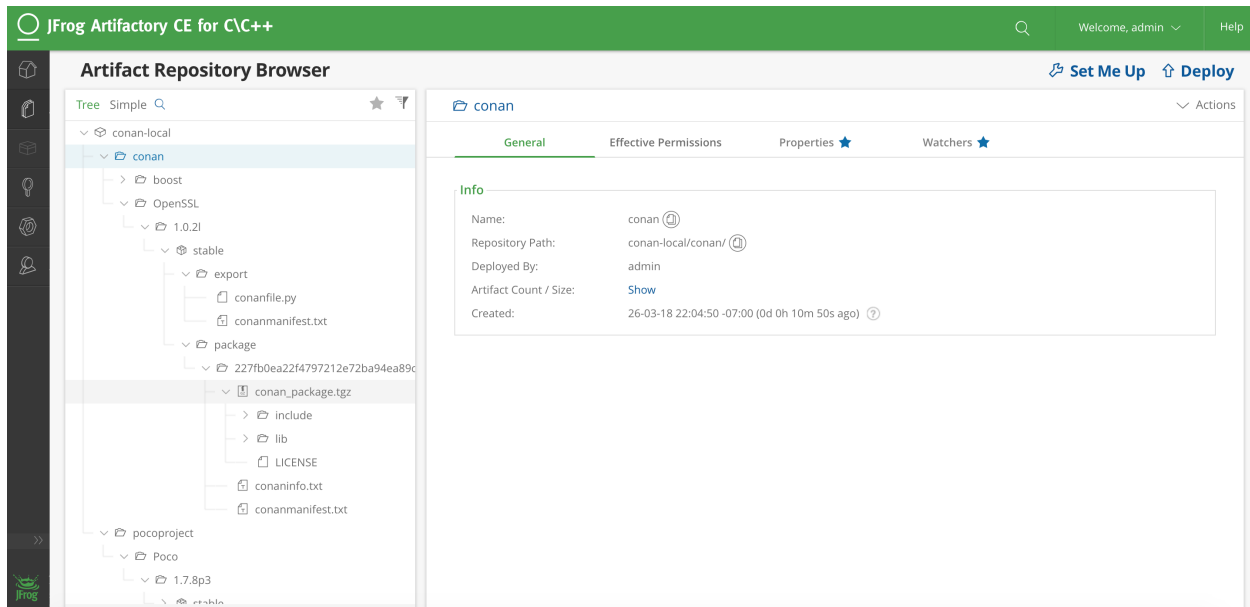 JFrog Artifactory CE for C\C++
Welcome, admin
Help
Artifact Repository Browser
Set Me Up
Deploy
Tree Simple
conan-local
conan
boost
OpenSSL
1.0.2l
stable
export
conanfile.py
conanmanifest.txt
package
227fb0ea22f4797212e72ba94ea89c
conan_package.tgz
include
lib
LICENSE
conaninfo.txt
conanmanifest.txt
pocoproject
Poco
1.7.8p3
stable
JFrog
conan
Actions
General Effective Permissions Properties Watchers
Info
Name: conan
Repository Path: conan-local/conan/
Deployed By: admin
Artifact Count / Size: Show
Created: 26-03-18 22:04:50 -07:00 (0d 0h 10m 50s ago)